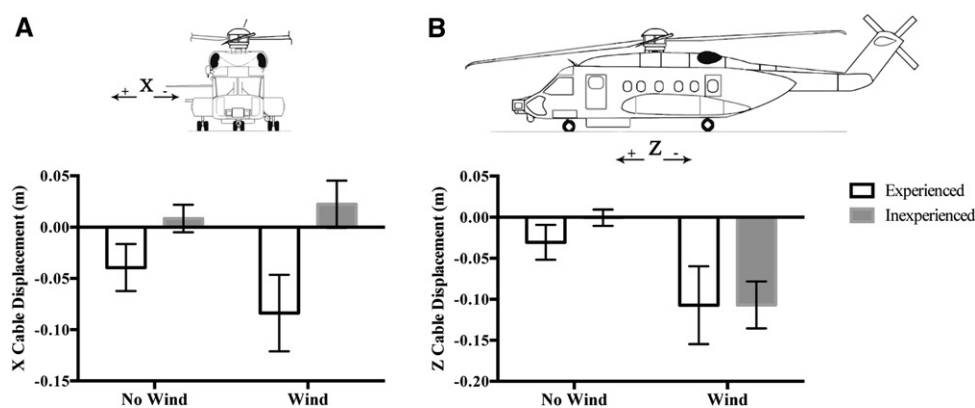 A
B
+ X -
+ Z -
X Cable Displacement (m)
0.05
0.00
-0.05
-0.10
-0.15
No Wind
Wind
Z Cable Displacement (m)
0.05
0.00
-0.05
-0.10
-0.15
-0.20
No Wind
Wind
Experienced
Inexperienced